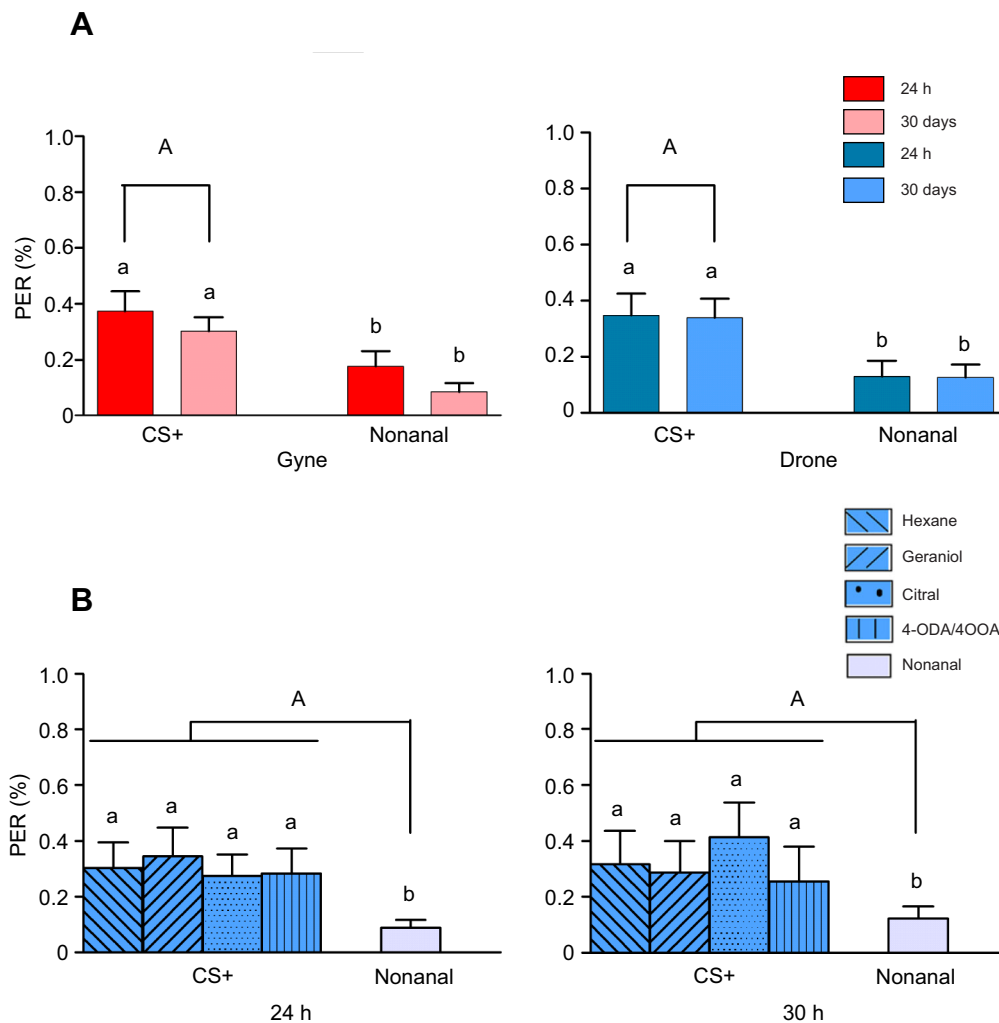 A
24 h
30 days
24 h
30 days
PER (%)
1.0
0.8
0.6
0.4
0.2
0
A
a
a
b
b
CS+
Nonanal
Gyne
1.0
0.8
0.6
0.4
0.2
0
A
a
a
b
b
CS+
Nonanal
Drone
Hexane
Geraniol
Citral
4-ODA/4OOA
Nonanal
B
PER (%)
1.0
0.8
0.6
0.4
0.2
0
A
a
a
a
a
b
CS+
Nonanal
24 h
1.0
0.8
0.6
0.4
0.2
0
A
a
a
a
a
b
CS+
Nonanal
30 h